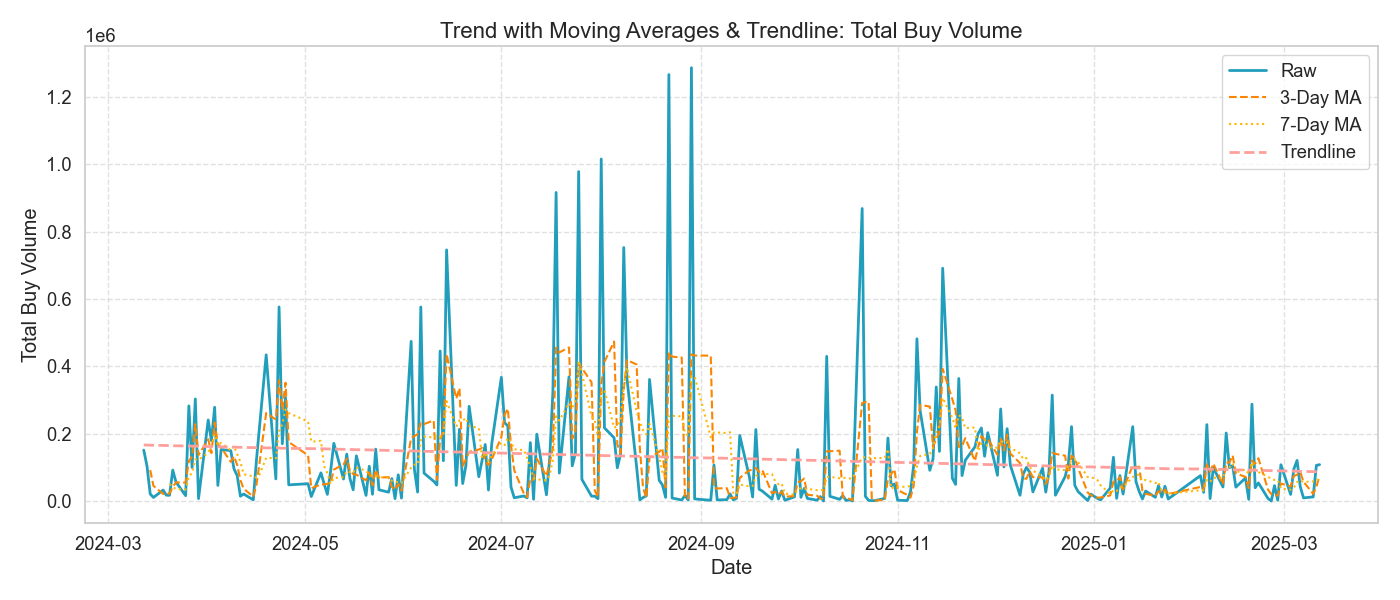 Trend with Moving Averages & Trendline: Total Buy Volume
1e6
Raw
3-Day MA
7-Day MA
Trendline
1.2
1.0
0.8
0.6
0.4
0.2
0.0
Total Buy Volume
2024-03
2024-05
2024-07
2024-09
2024-11
2025-01
2025-03
Date